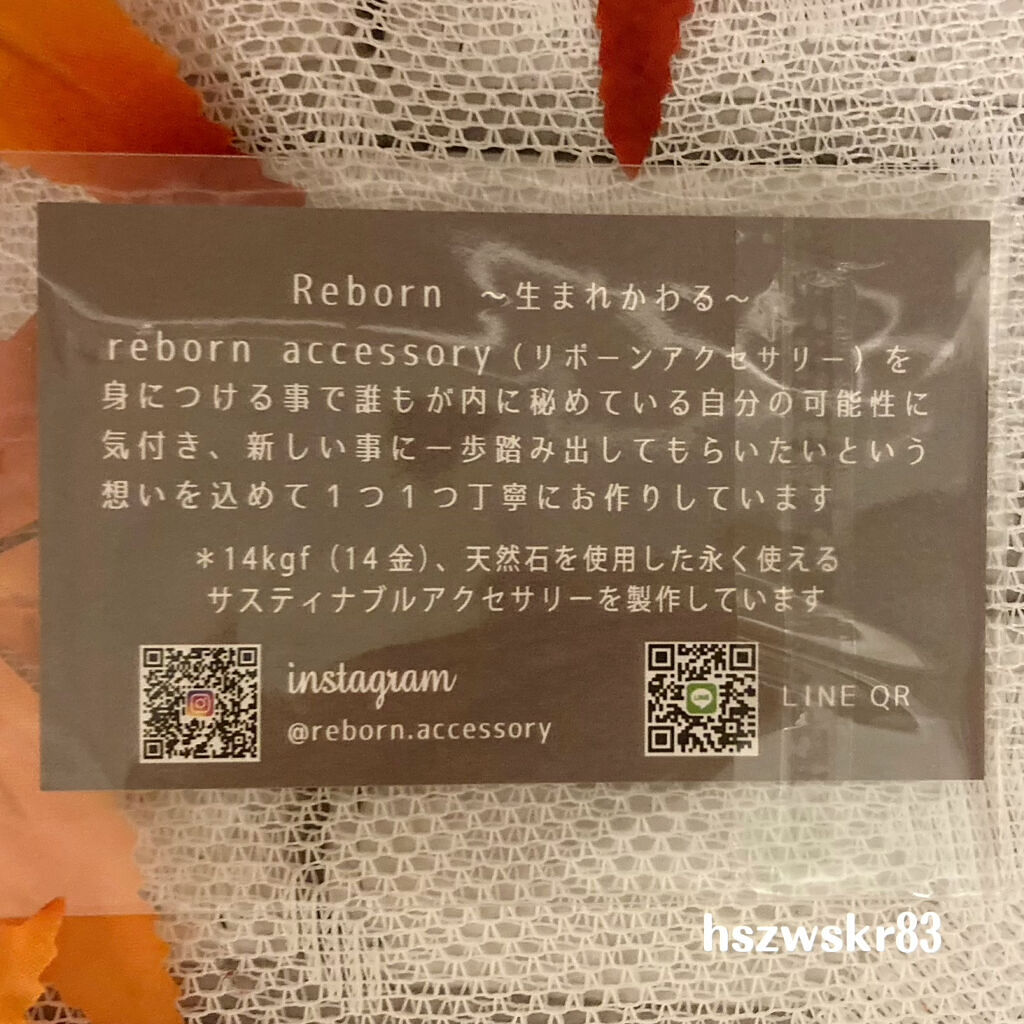 Reborn ～生まれかわる～
reborn accessory（リボーンアクセサリー）を
身につける事で誰もが内に秘めている自分の可能性に
気付き、新しい事に一歩踏み出してもらいたいという
想いを込めて1つ1つ丁寧にお作りしています
＊14kgf（14金）、天然石を使用した永く使える
サスティナブルアクセサリーを製作しています
instagram
@reborn.accessory
LINE QR
hszwskr83